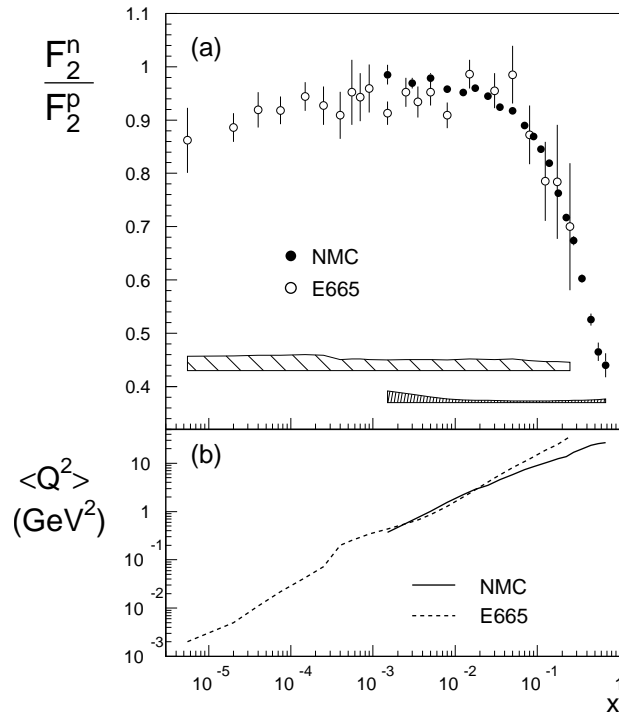 F₂ⁿ
F₂ᵖ
(a)
1.1
1
0.9
0.8
0.7
0.6
0.5
0.4
NMC
E665
(b)
<Q²>
(GeV²)
10
1
10⁻¹
10⁻²
10⁻³
NMC
E665
10⁻⁵ 10⁻⁴ 10⁻³ 10⁻² 10⁻¹ 1
x